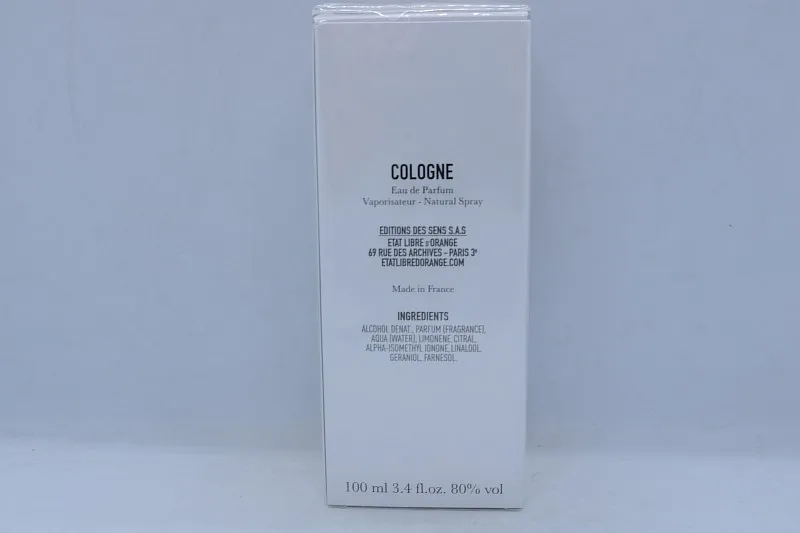 COLOGNE
Eau de Parfum
Vaporisateur - Natural Spray
EDITIONS DES SENS S.A.S
ETAT LIBRE D'ORANGE
69 RUE DES ARCHIVES - PARIS 3e
ETATLIBREDORANGE.COM
Made in France
INGREDIENTS
ALCOHOL DENAT., PARFUM (FRAGRANCE),
AQUA (WATER), LIMONENE, CITRAL,
ALPHA-ISOMETHYL IONONE, LINALOOL,
GERANIOL, FARNESOL.
100 ml 3.4 fl.oz. 80% vol